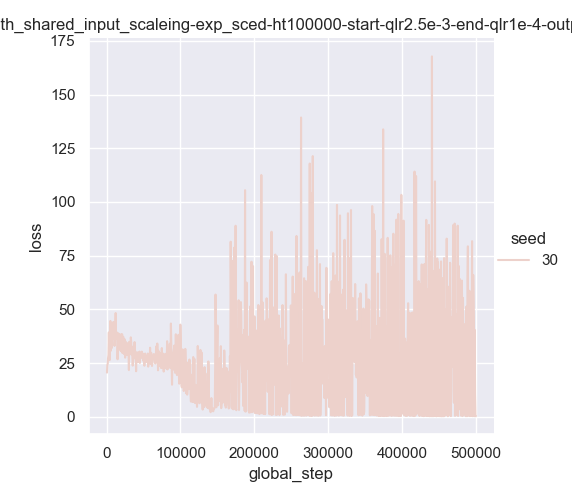 th_shared_input_scaleing-exp_sced-ht100000-start-qlr2.5e-3-end-qlr1e-4-outp
175
150
125
100
75
50
25
0
loss
0 100000 200000 300000 400000 500000
global_step
seed
30